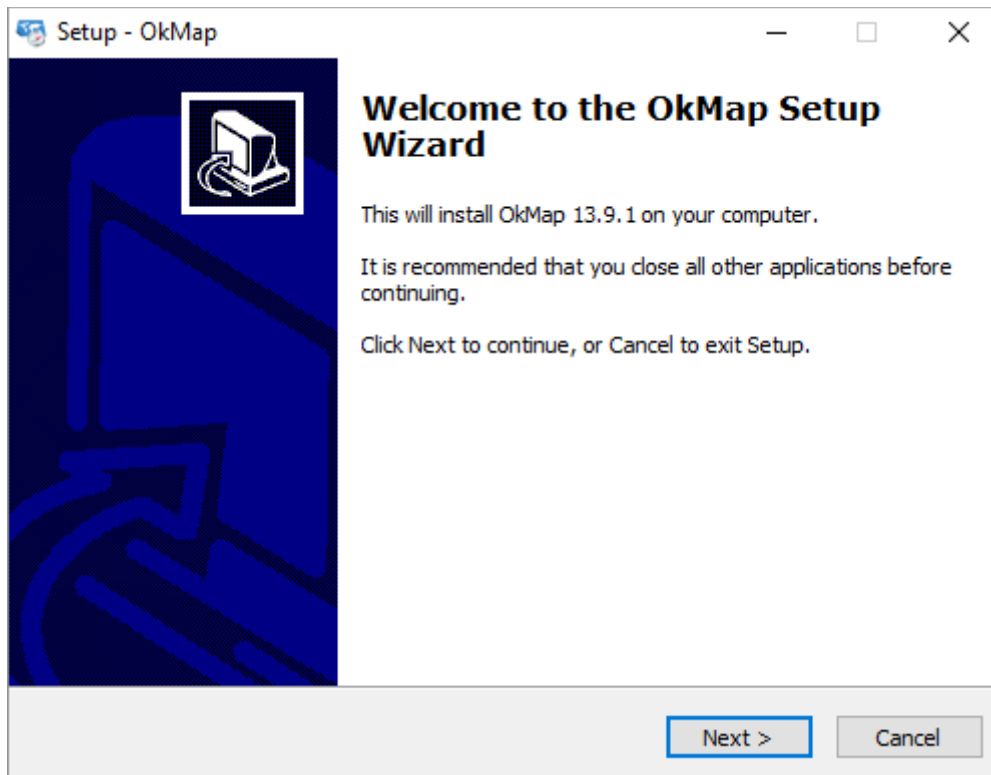 Setup - OkMap
Welcome to the OkMap Setup
Wizard
This will install OkMap 13.9.1 on your computer.
It is recommended that you close all other applications before
continuing.
Click Next to continue, or Cancel to exit Setup.
Next >
Cancel